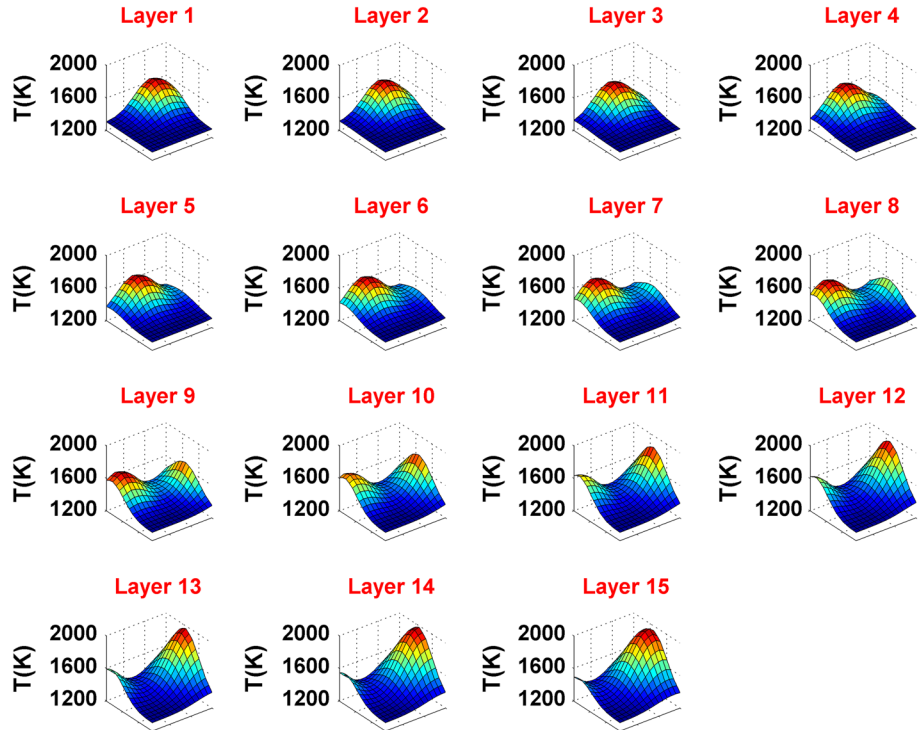 Layer 1 Layer 2 Layer 3 Layer 4
2000 2000 2000 2000
T(K) T(K) T(K) T(K)
1600 1600 1600 1600
1200 1200 1200 1200
Layer 5 Layer 6 Layer 7 Layer 8
2000 2000 2000 2000
T(K) T(K) T(K) T(K)
1600 1600 1600 1600
1200 1200 1200 1200
Layer 9 Layer 10 Layer 11 Layer 12
2000 2000 2000 2000
T(K) T(K) T(K) T(K)
1600 1600 1600 1600
1200 1200 1200 1200
Layer 13 Layer 14 Layer 15
2000 2000 2000
T(K) T(K) T(K)
1600 1600 1600
1200 1200 1200